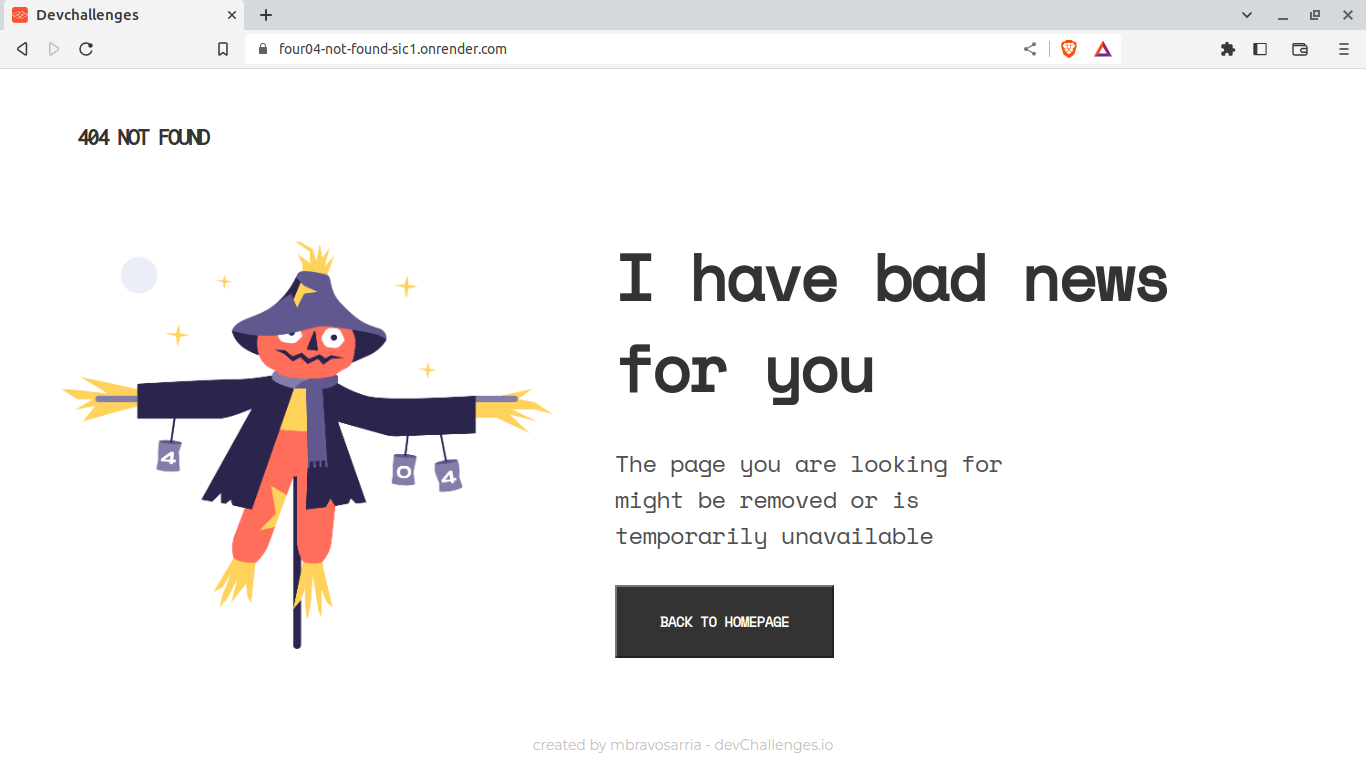 Devchallenges
four04-not-found-sic1.onrender.com
404 NOT FOUND
I have bad news
for you
4
0
4
The page you are looking for
might be removed or is
temporarily unavailable
BACK TO HOMEPAGE
created by mbravosarria - devChallenges.io